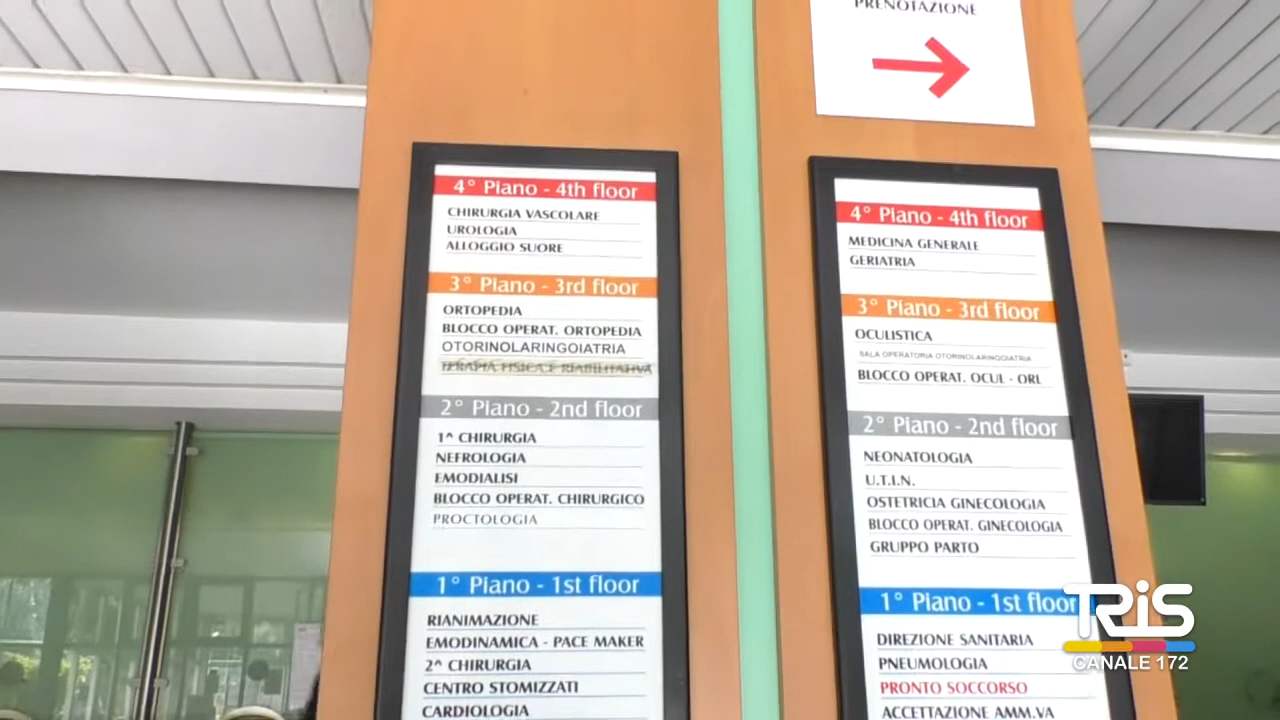 PRENOTAZIONE
4° Piano - 4th floor
CHIRURGIA VASCOLARE
UROLOGIA
ALLOGGIO SUORE
3° Piano - 3rd floor
ORTOPEDIA
BLOCCO OPERAT. ORTOPEDIA
OTORINOLARINGOIATRIA
TERAPIA FISICA E RIABILITATIVA
2° Piano - 2nd floor
1^ CHIRURGIA
NEFROLOGIA
EMODIALISI
BLOCCO OPERAT. CHIRURGICO
PROCTOLOGIA
1° Piano - 1st floor
RIANIMAZIONE
EMODINAMICA - PACE MAKER
2^ CHIRURGIA
CENTRO STOMIZZATI
CARDIOLOGIA
4° Piano - 4th floor
MEDICINA GENERALE
GERIATRIA
3° Piano - 3rd floor
OCULISTICA
SALA OPERATORIA OTORINOLARINGOIATRIA
BLOCCO OPERAT. OCUL - ORL
2° Piano - 2nd floor
NEONATOLOGIA
U.T.I.N.
OSTETRICIA GINECOLOGIA
BLOCCO OPERAT. GINECOLOGIA
GRUPPO PARTO
1° Piano - 1st floor
DIREZIONE SANITARIA
PNEUMOLOGIA
PRONTO SOCCORSO
ACCETTAZIONE AMM.VA
TRiS
CANALE 172